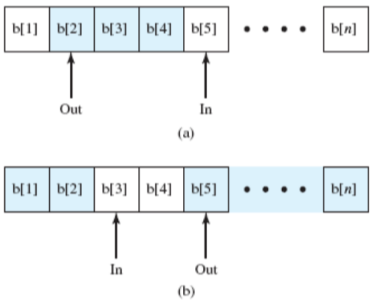 b[1] b[2] b[3] b[4] b[5] • • • • b[n]
Out In
(a)
b[1] b[2] b[3] b[4] b[5] • • • • b[n]
In Out
(b)